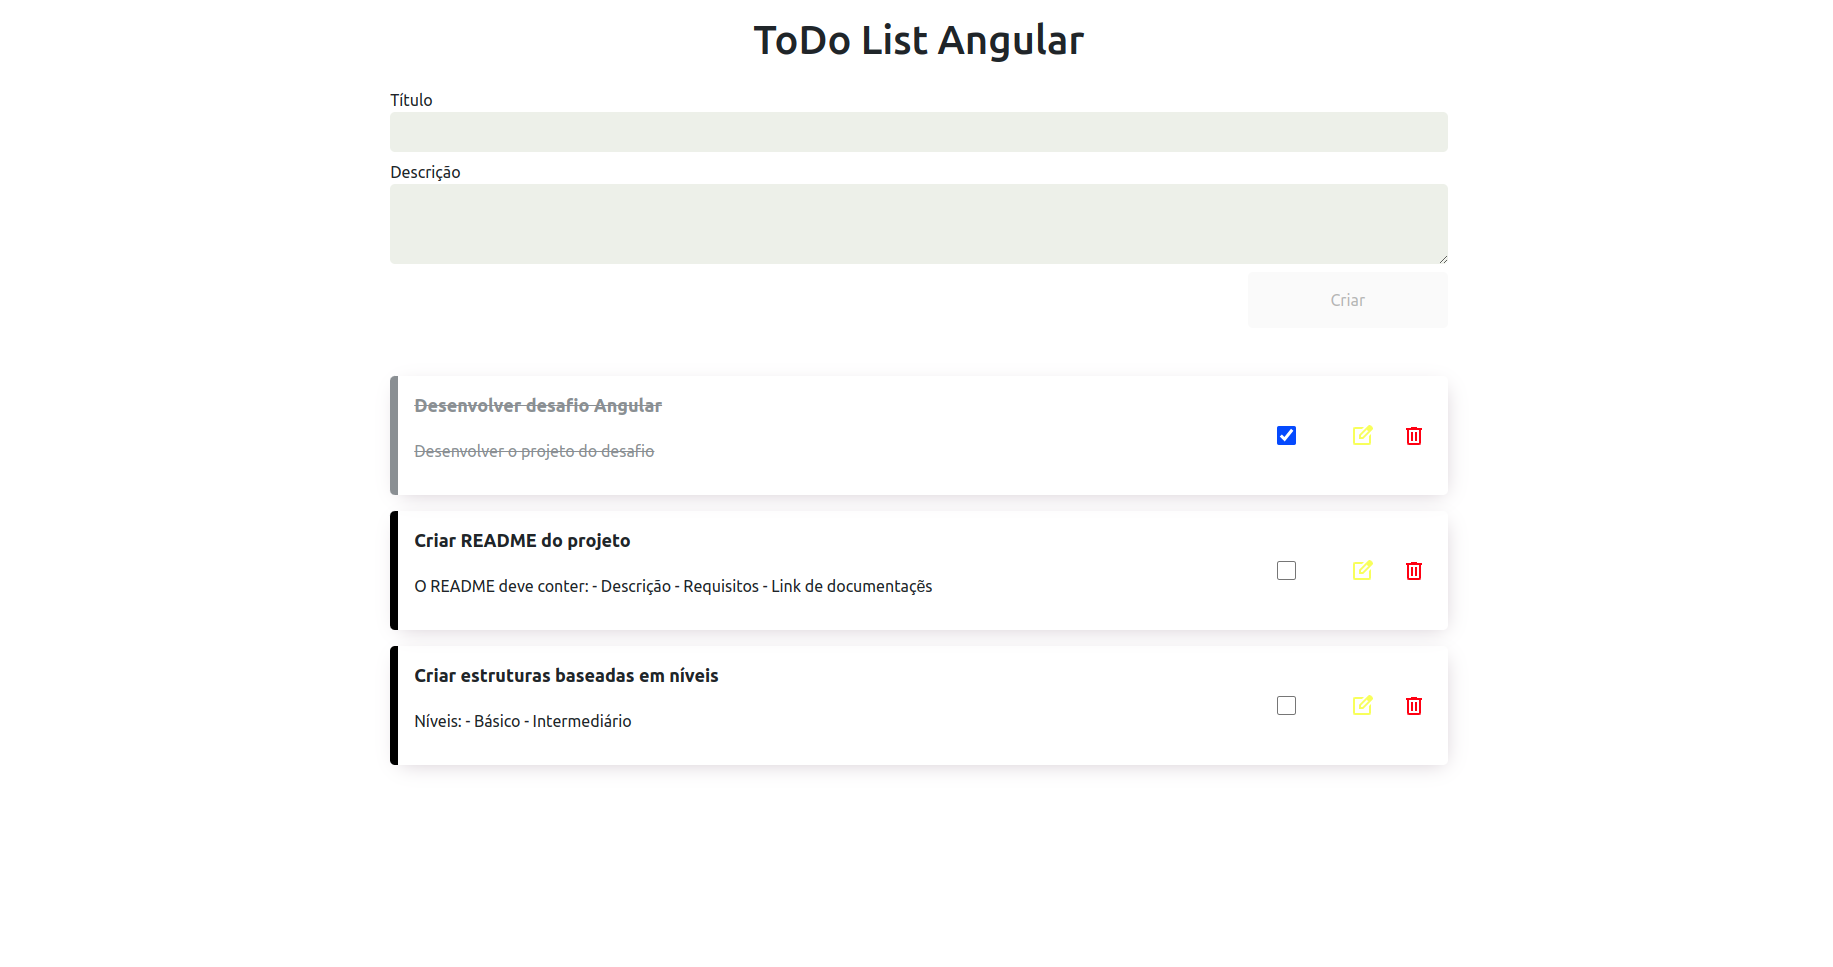 ToDo List Angular
Título
Descrição
Criar
Desenvolver desafio Angular
Desenvolver o projeto do desafio
Criar README do projeto
O README deve conter: - Descrição - Requisitos - Link de documentaçẽs
Criar estruturas baseadas em níveis
Níveis: - Básico - Intermediário